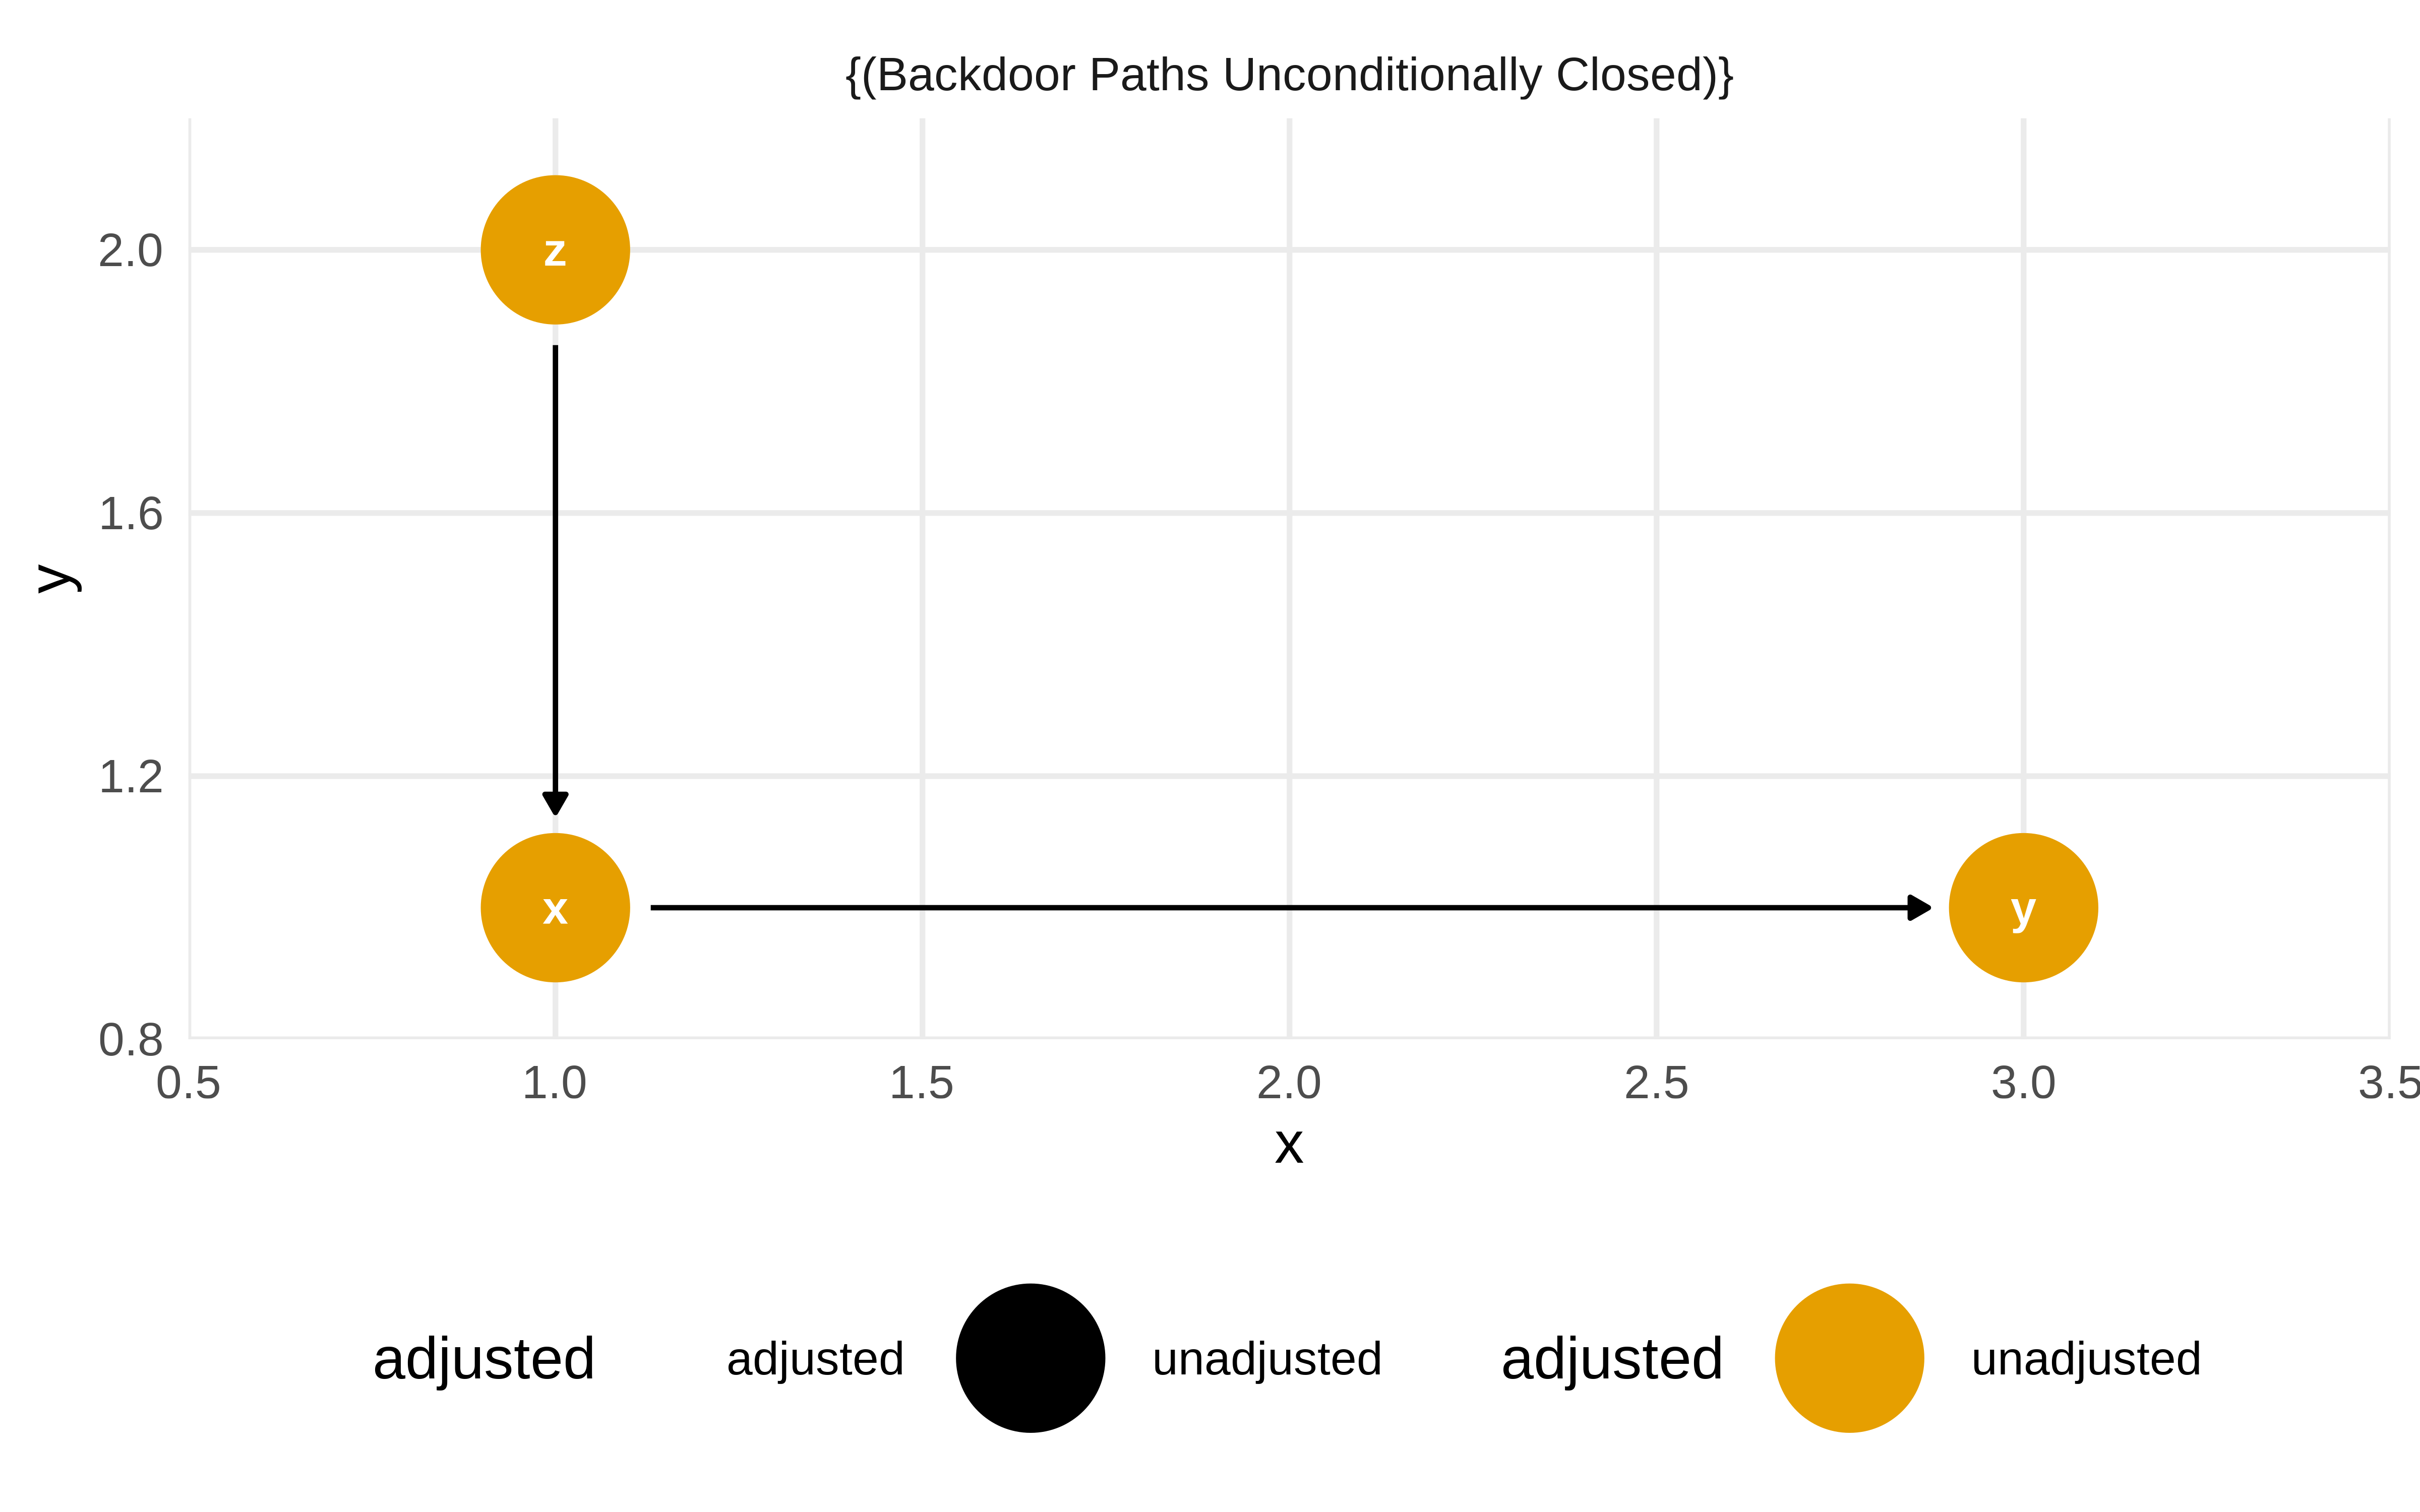 {(Backdoor Paths Unconditionally Closed)}
z
2.0
1.6
y
1.2
x
y
0.8
0.5 1.0 1.5 2.0 2.5 3.0 3.5
x
adjusted adjusted unadjusted adjusted unadjusted